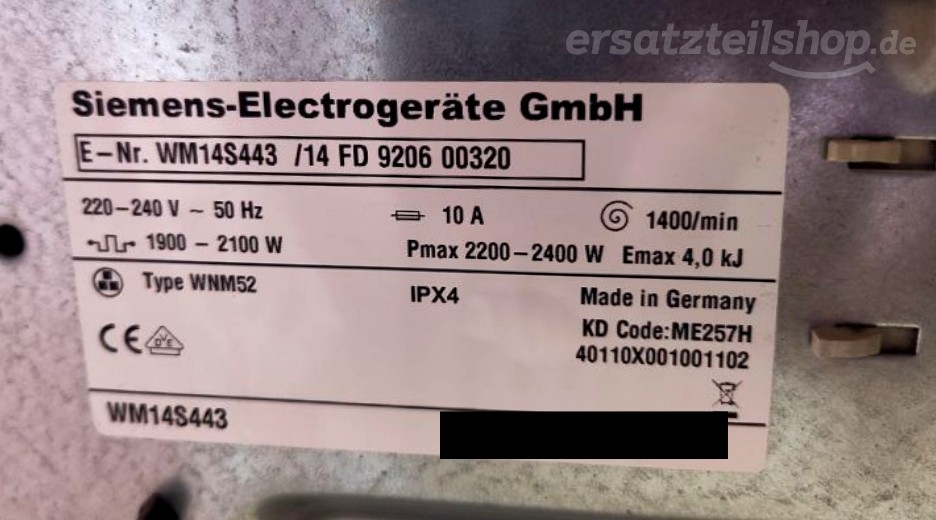 ersatzteilshop.de
Siemens-Electrogeräte GmbH
E-Nr. WM14S443 /14 FD 9206 00320
220-240 V ~ 50 Hz 10 A 1400/min
1900 - 2100 W Pmax 2200-2400 W Emax 4,0 kJ
Type WNM52 IPX4 Made in Germany
KD Code:ME257H
CE DVE 40110X001001102
WM14S443